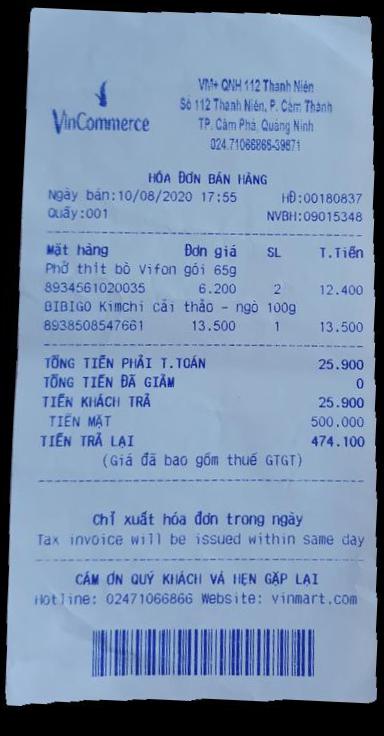 VinCommerce
VM+ QNH 112 Thanh Niên
Số 112 Thanh Niên, P. Cẩm Thành
TP. Cẩm Phả, Quảng Ninh
024.71066866-39671
HÓA ĐƠN BÁN HÀNG
Ngày bán:10/08/2020 17:55 HĐ:00180837
Quầy:001 NVBH:09015348
Mặt hàng Đơn giá SL T.Tiền
Phở thịt bò Vifon gói 65g
8934561020035 6.200 2 12.400
BIBIGO Kimchi cải thảo - ngò 100g
8938508547661 13.500 1 13.500
TỔNG TIỀN PHẢI T.TOÁN 25.900
TỔNG TIỀN ĐÃ GIẢM 0
TIỀN KHÁCH TRẢ 25.900
TIỀN MẶT 500.000
TIỀN TRẢ LẠI 474.100
(Giá đã bao gồm thuế GTGT)
Chỉ xuất hóa đơn trong ngày
Tax invoice will be issued within same day
CẢM ƠN QUÝ KHÁCH VÀ HẸN GẶP LẠI
Hotline: 02471066866 Website: vinmart.com